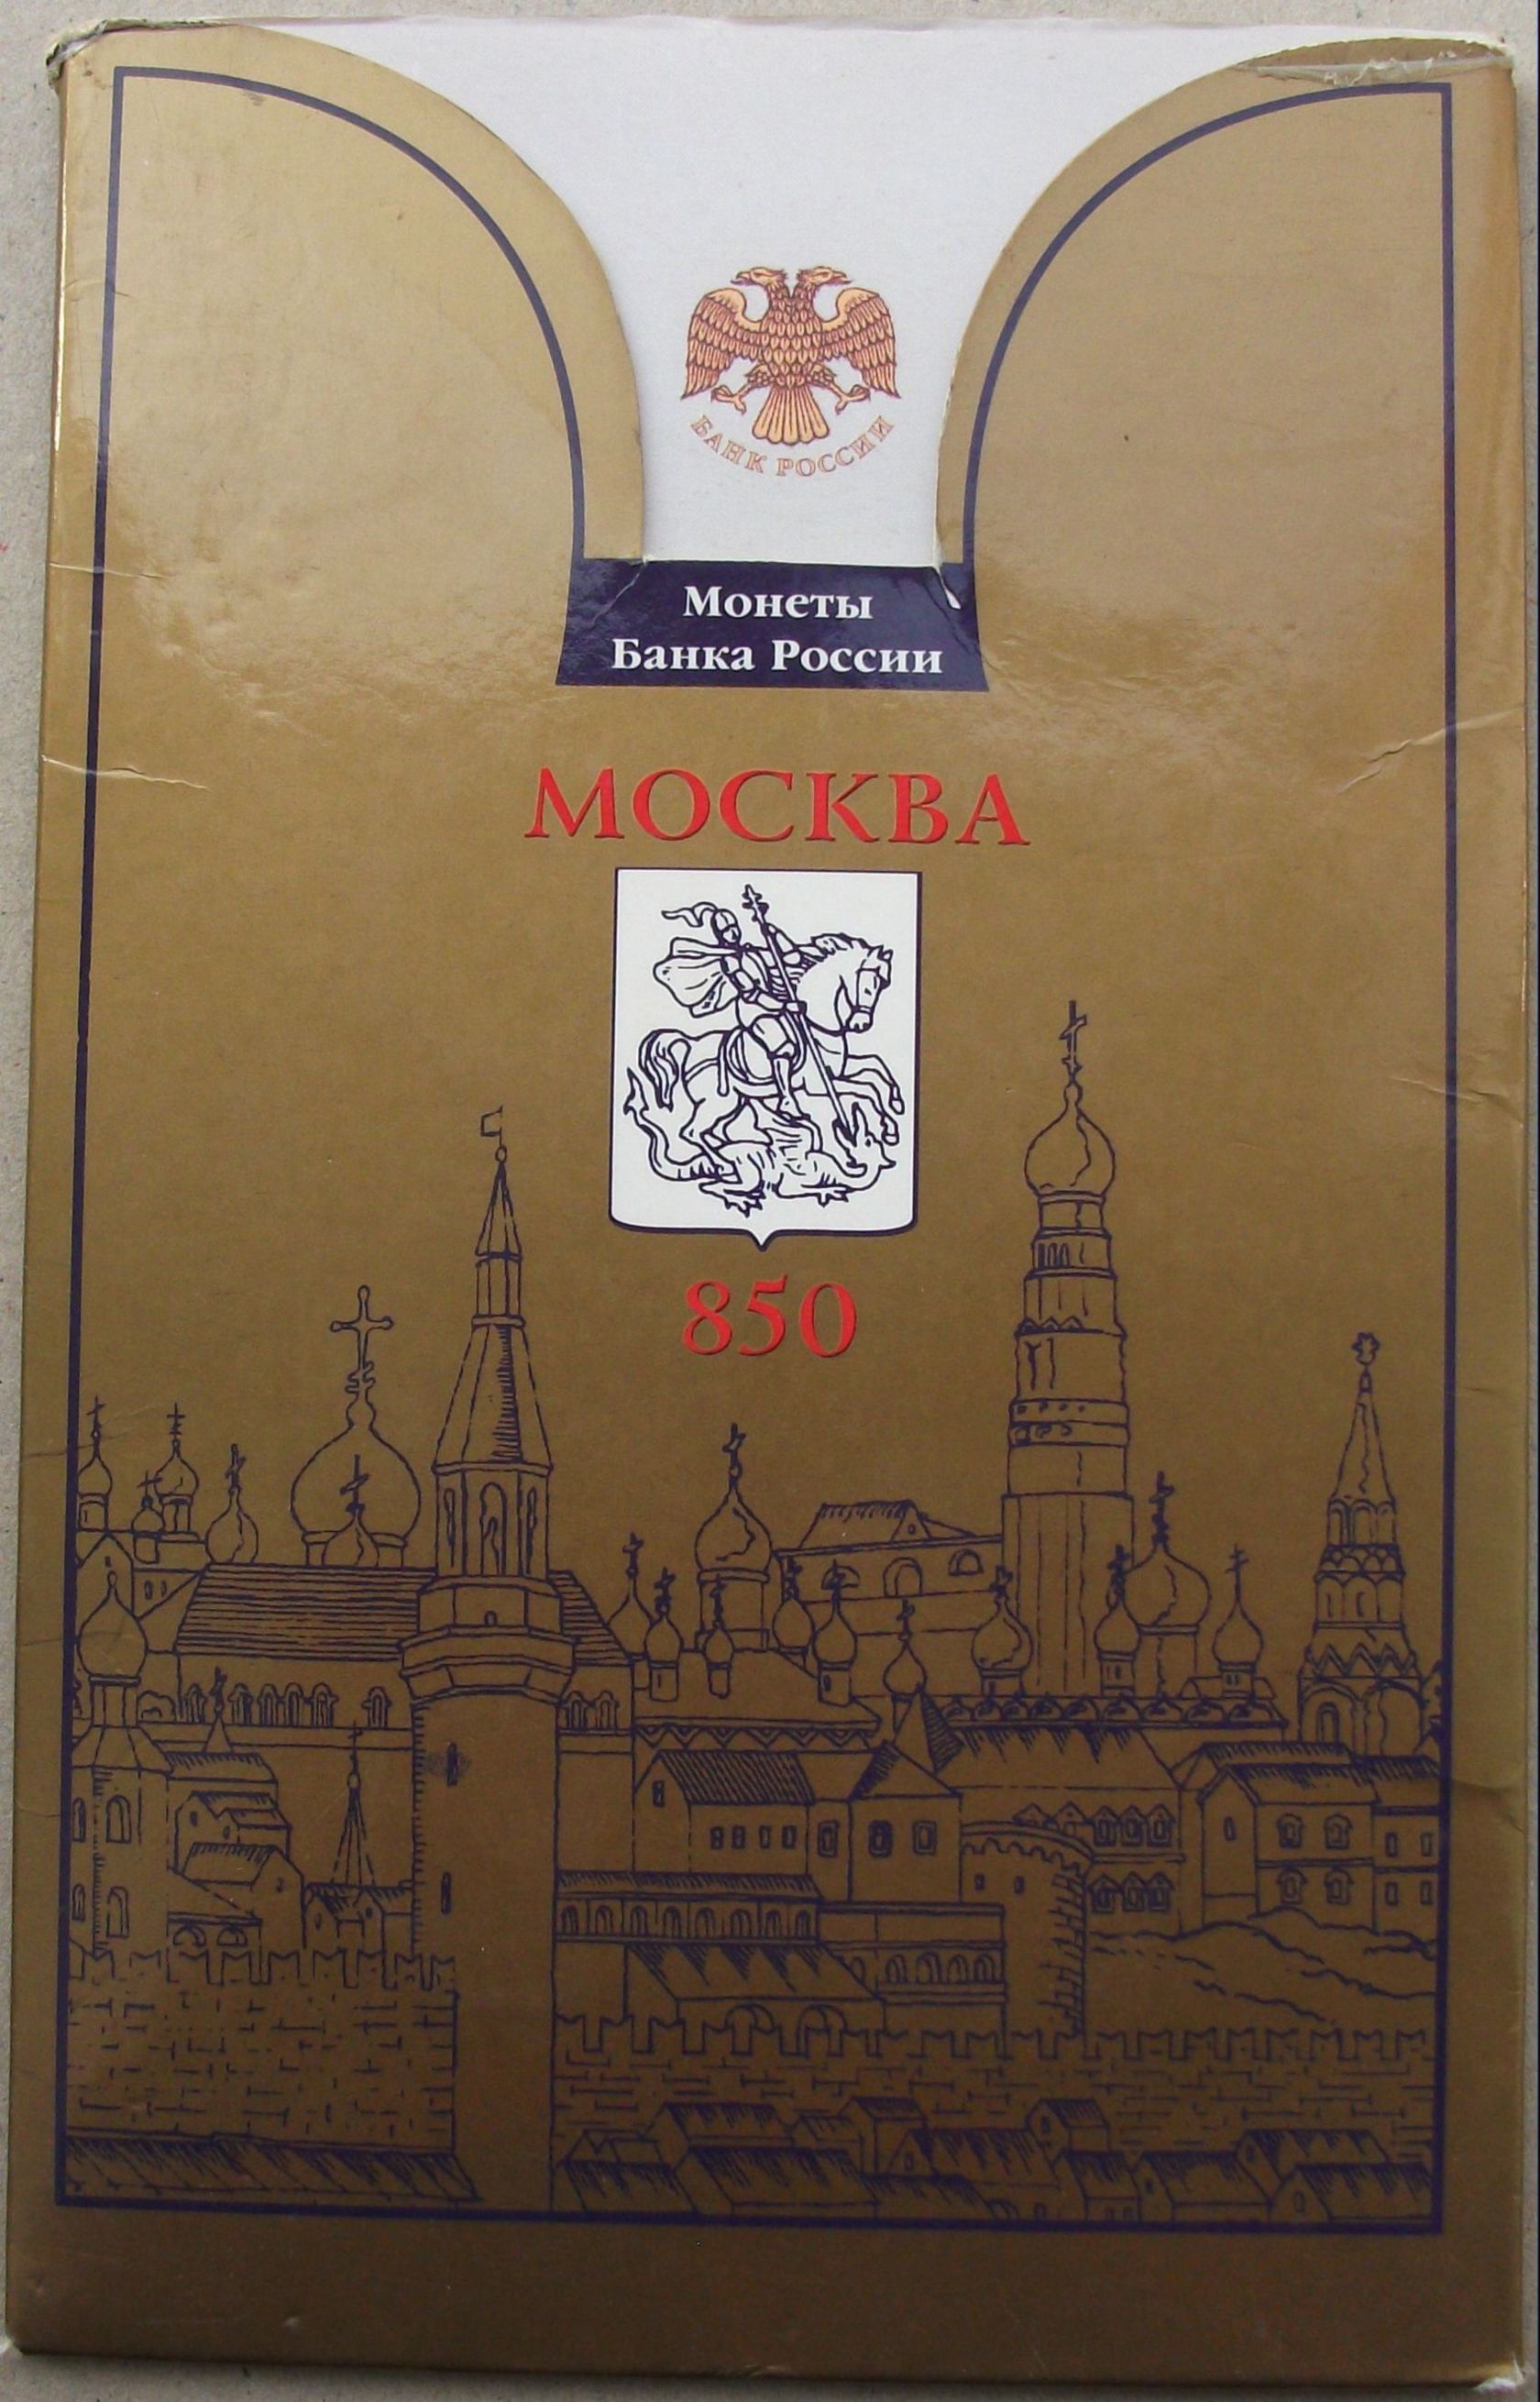 БАНК РОССИИ
Монеты
Банка России
МОСКВА
850